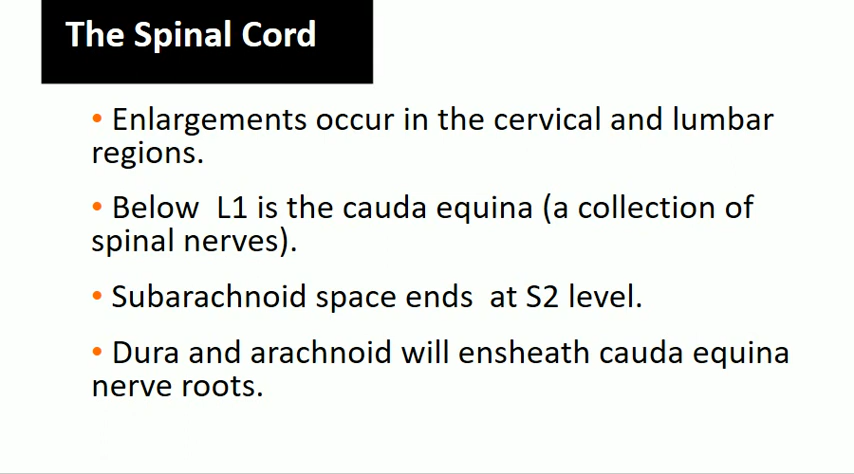 The Spinal Cord
• Enlargements occur in the cervical and lumbar
regions.
• Below L1 is the cauda equina (a collection of
spinal nerves).
• Subarachnoid space ends at S2 level.
• Dura and arachnoid will ensheath cauda equina
nerve roots.